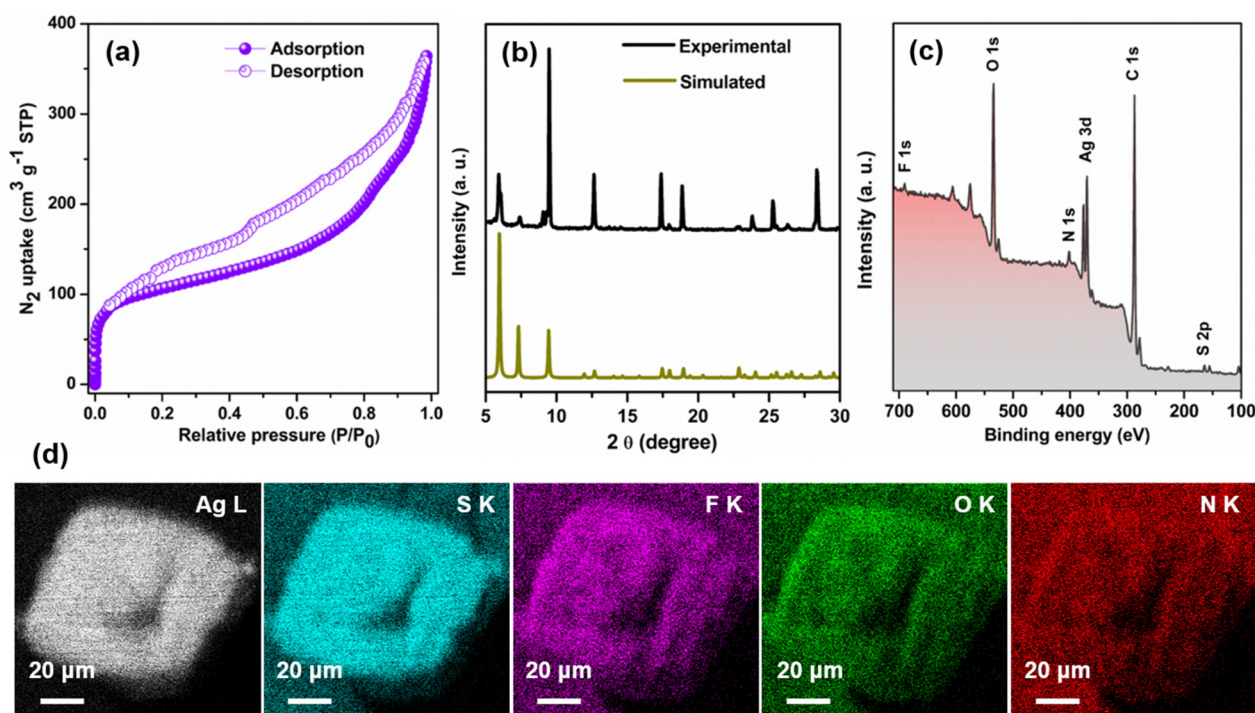 (a)
Adsorption
Desorption
N₂ uptake (cm³ g⁻¹ STP)
400
300
200
100
0
0.0 0.2 0.4 0.6 0.8 1.0
Relative pressure (P/P₀)
(b)
Experimental
Simulated
Intensity (a. u.)
5 10 15 20 25 30
2 θ (degree)
(c)
F 1s
O 1s
N 1s
Ag 3d
C 1s
S 2p
Intensity (a. u.)
700 600 500 400 300 200 100
Binding energy (eV)
(d)
Ag L
20 µm
S K
20 µm
F K
20 µm
O K
20 µm
N K
20 µm